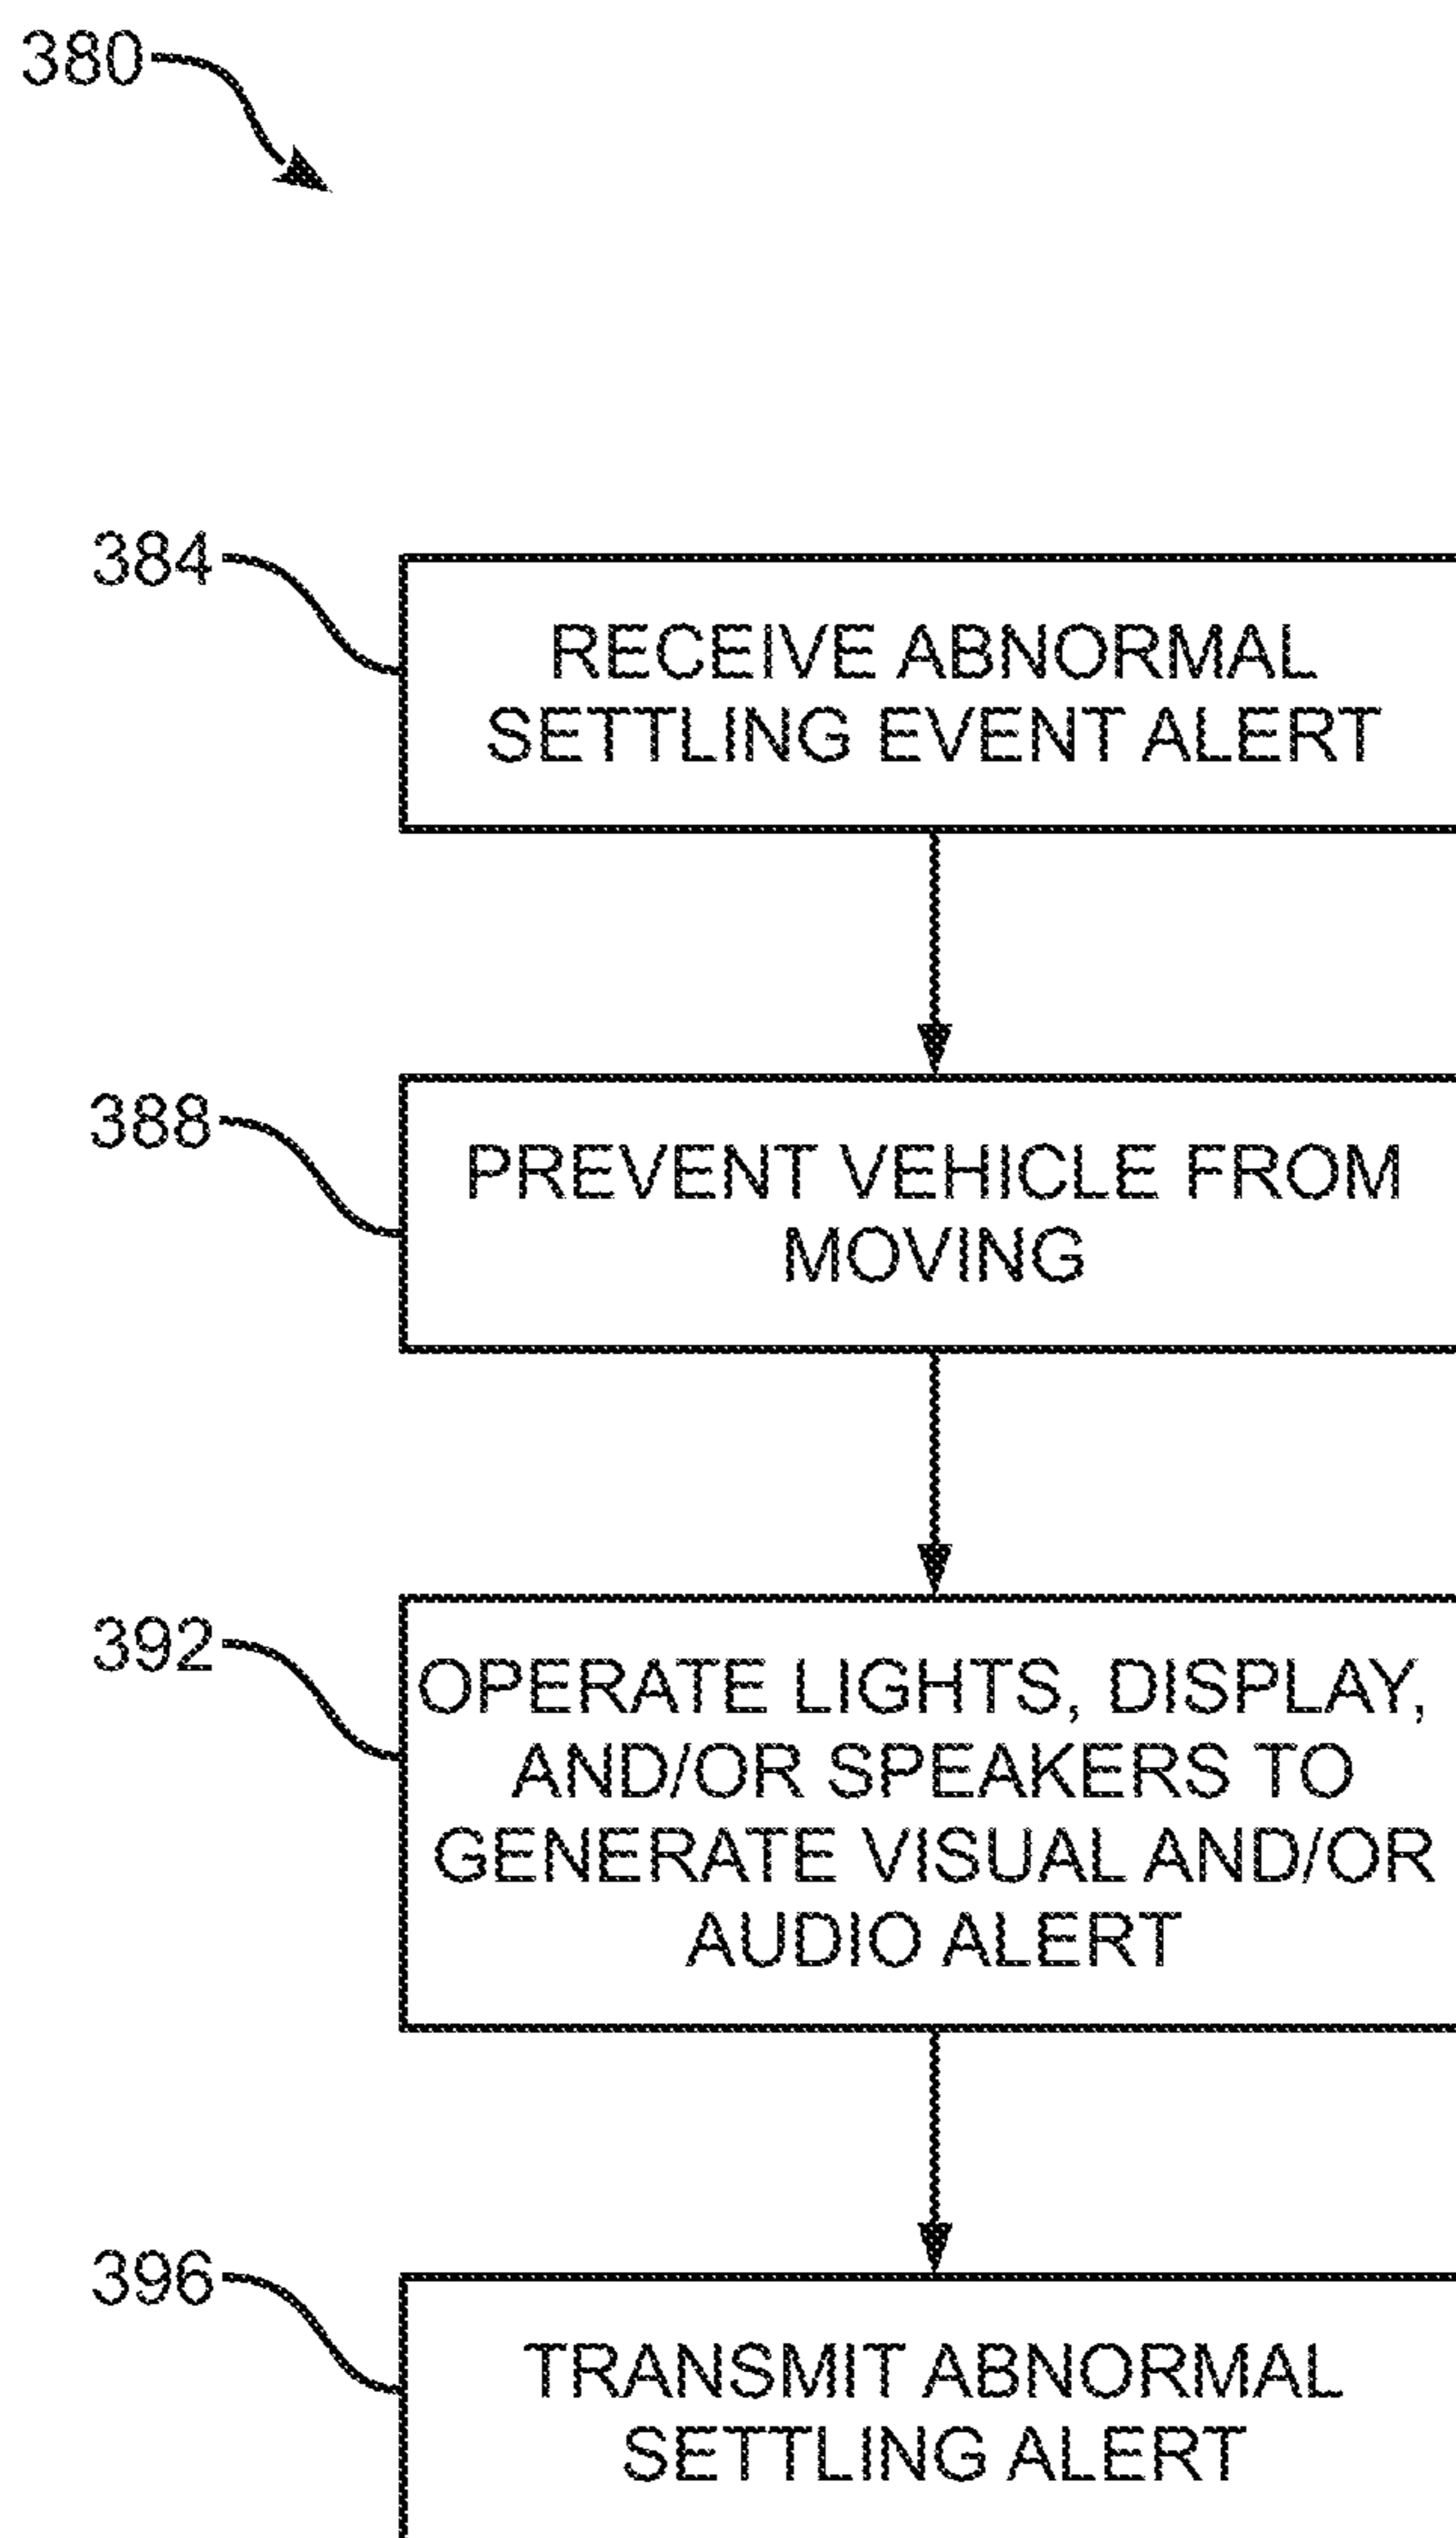 380
384
RECEIVE ABNORMAL
SETTLING EVENT ALERT
388
PREVENT VEHICLE FROM
MOVING
392
OPERATE LIGHTS, DISPLAY,
AND/OR SPEAKERS TO
GENERATE VISUAL AND/OR
AUDIO ALERT
396
TRANSMIT ABNORMAL
SETTLING ALERT